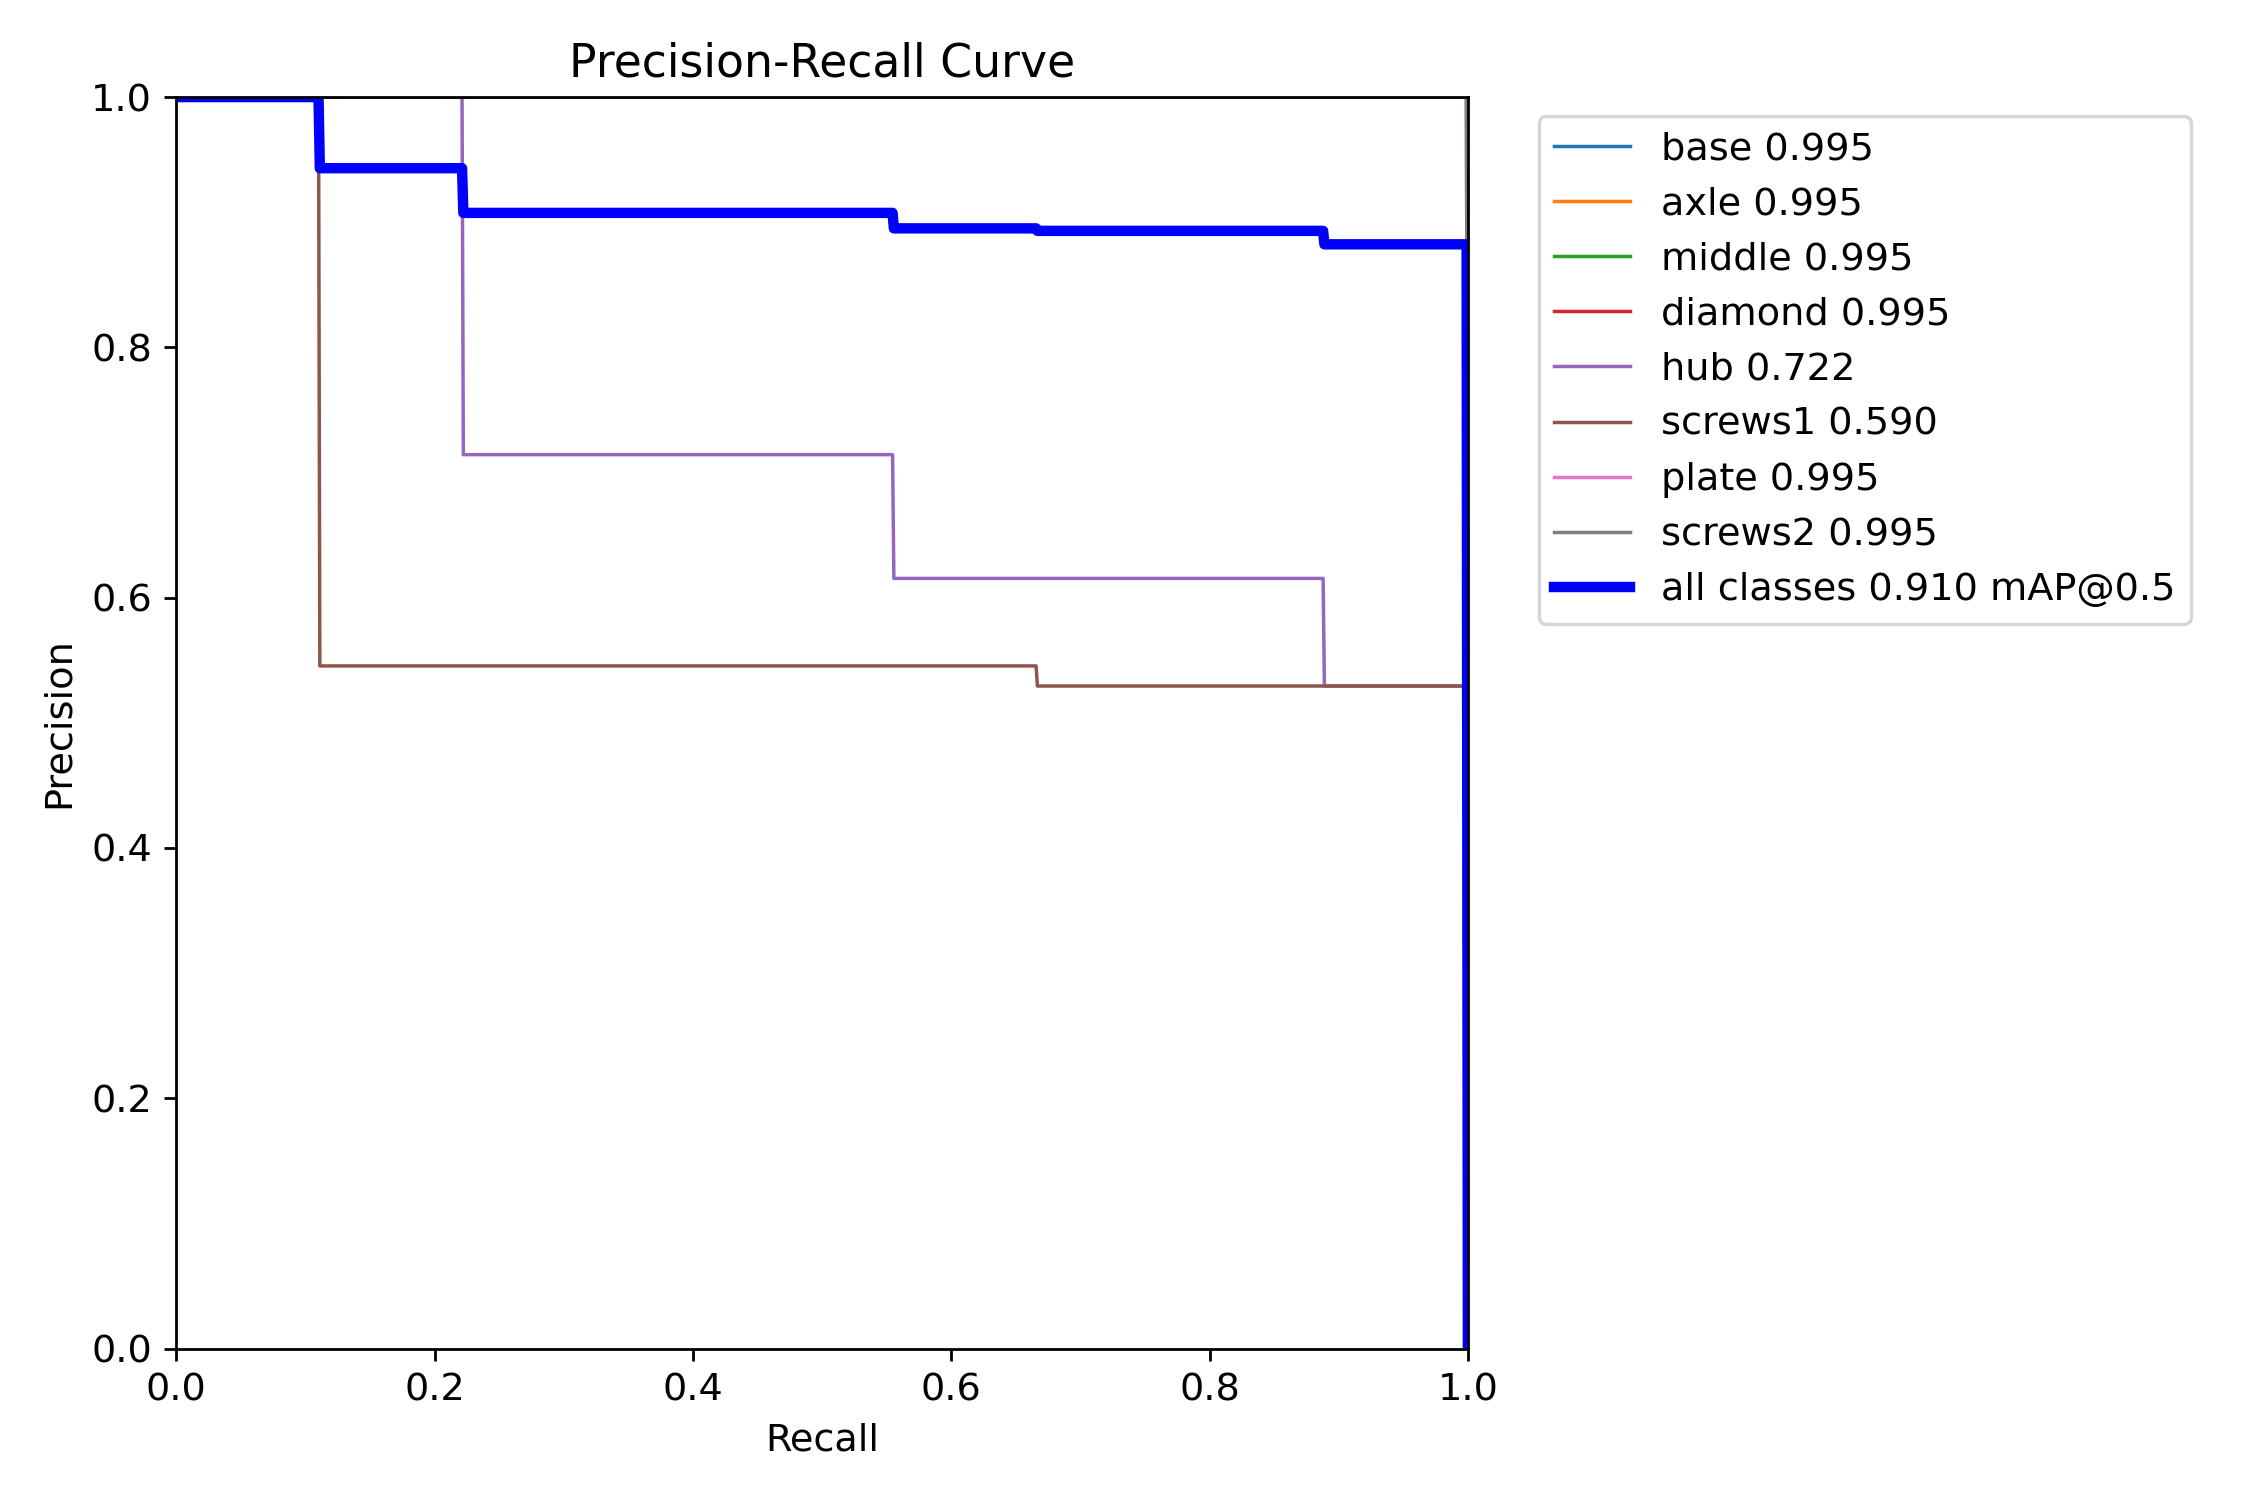 Precision-Recall Curve
1.0
0.8
0.6
0.4
0.2
0.0
Precision
0.0 0.2 0.4 0.6 0.8 1.0
Recall
base 0.995
axle 0.995
middle 0.995
diamond 0.995
hub 0.722
screws1 0.590
plate 0.995
screws2 0.995
all classes 0.910 mAP@0.5